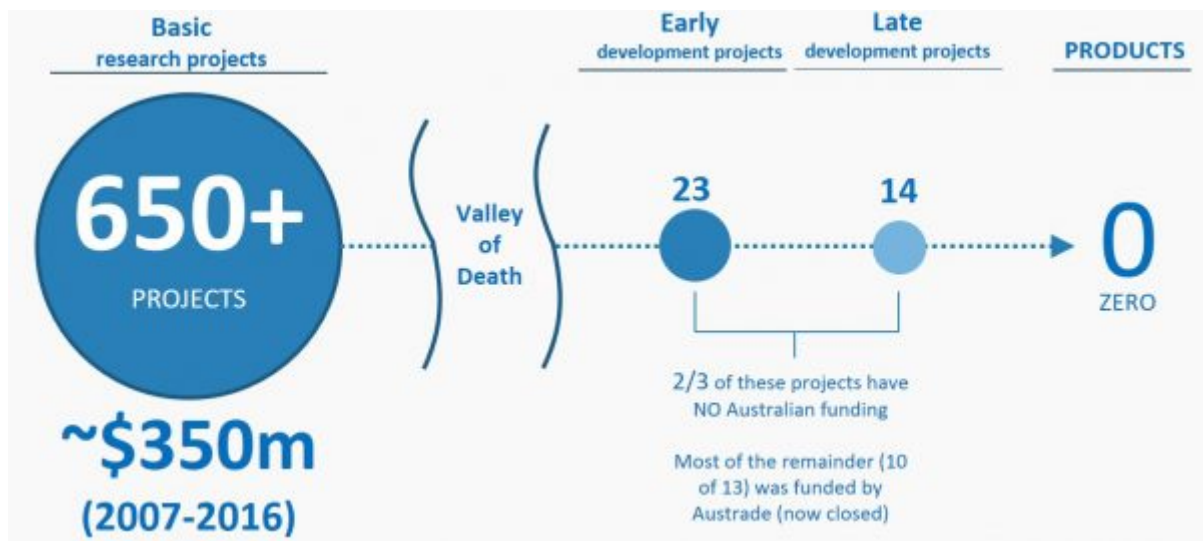 Basic
research projects
Early
development projects
Late
development projects
PRODUCTS
650+
PROJECTS
Valley
of
Death
23
14
0
ZERO
~$350m
(2007-2016)
2/3 of these projects have
NO Australian funding
Most of the remainder (10
of 13) was funded by
Austrade (now closed)